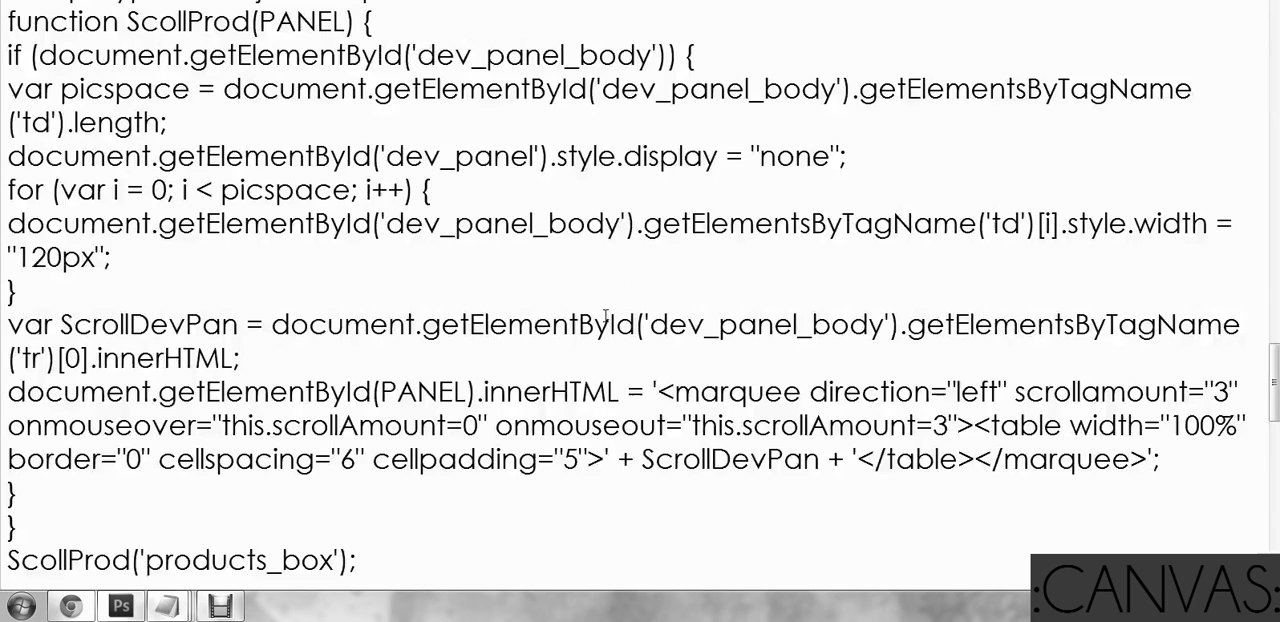 function ScollProd(PANEL) {
if (document.getElementById('dev_panel_body')) {
var picspace = document.getElementById('dev_panel_body').getElementsByTagName
('td').length;
document.getElementById('dev_panel').style.display = "none";
for (var i = 0; i < picspace; i++) {
document.getElementById('dev_panel_body').getElementsByTagName('td')[i].style.width =
"120px";
}
var ScrollDevPan = document.getElementById('dev_panel_body').getElementsByTagName
('tr')[0].innerHTML;
document.getElementById(PANEL).innerHTML = '<marquee direction="left" scrollamount="3"
onmouseover="this.scrollAmount=0" onmouseout="this.scrollAmount=3"><table width="100%"
border="0" cellspacing="6" cellpadding="5">' + ScrollDevPan + '</table></marquee>';
}
}
ScollProd('products_box');
Ps
:CANVAS: